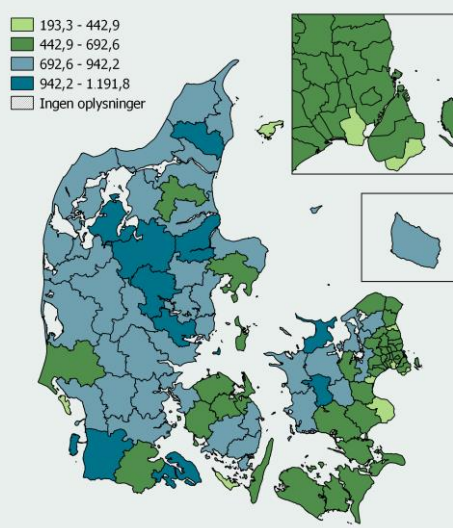 193,3 - 442,9
442,9 - 692,6
692,6 - 942,2
942,2 - 1.191,8
Ingen oplysninger